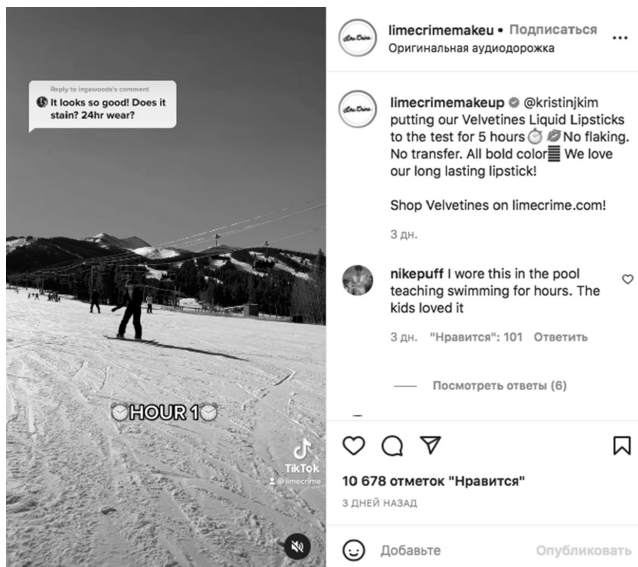 Reply to ingawoods's comment
It looks so good! Does it
stain? 24hr wear?
HOUR 1
TikTok
@limecrime
limecrimemakeu • Подписаться
Оригинальная аудиодорожка
limecrimemakeup @kristinjkim
putting our Velvetines Liquid Lipsticks
to the test for 5 hours⏱💋No flaking.
No transfer. All bold color We love
our long lasting lipstick!
Shop Velvetines on limecrime.com!
3 дн.
nikepuff I wore this in the pool
teaching swimming for hours. The
kids loved it
3 дн. "Нравится": 101 Ответить
Посмотреть ответы (6)
10 678 отметок "Нравится"
3 ДНЕЙ НАЗАД
Добавьте
Опубликовать